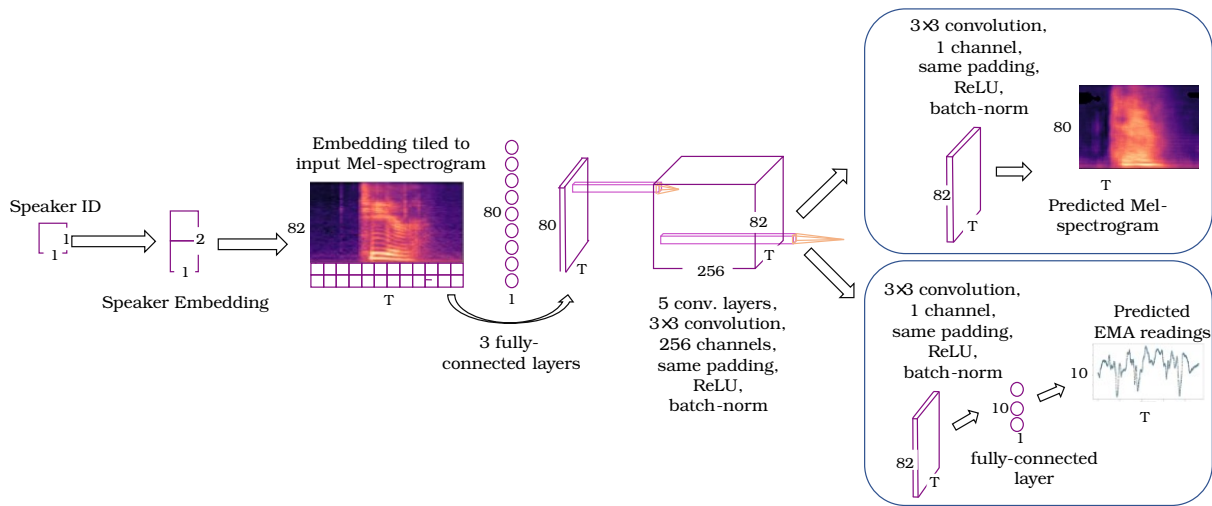 Speaker ID
1
1
2
1
Speaker Embedding
Embedding tiled to
input Mel-spectrogram
82
T
80
1
3 fully-
connected layers
80
T
82
T
256
5 conv. layers,
3×3 convolution,
256 channels,
same padding,
ReLU,
batch-norm
3×3 convolution,
1 channel,
same padding,
ReLU,
batch-norm
82
T
80
T
Predicted Mel-
spectrogram
3×3 convolution,
1 channel,
same padding,
ReLU,
batch-norm
82
T
10
1
fully-connected
layer
Predicted
EMA readings
10
T